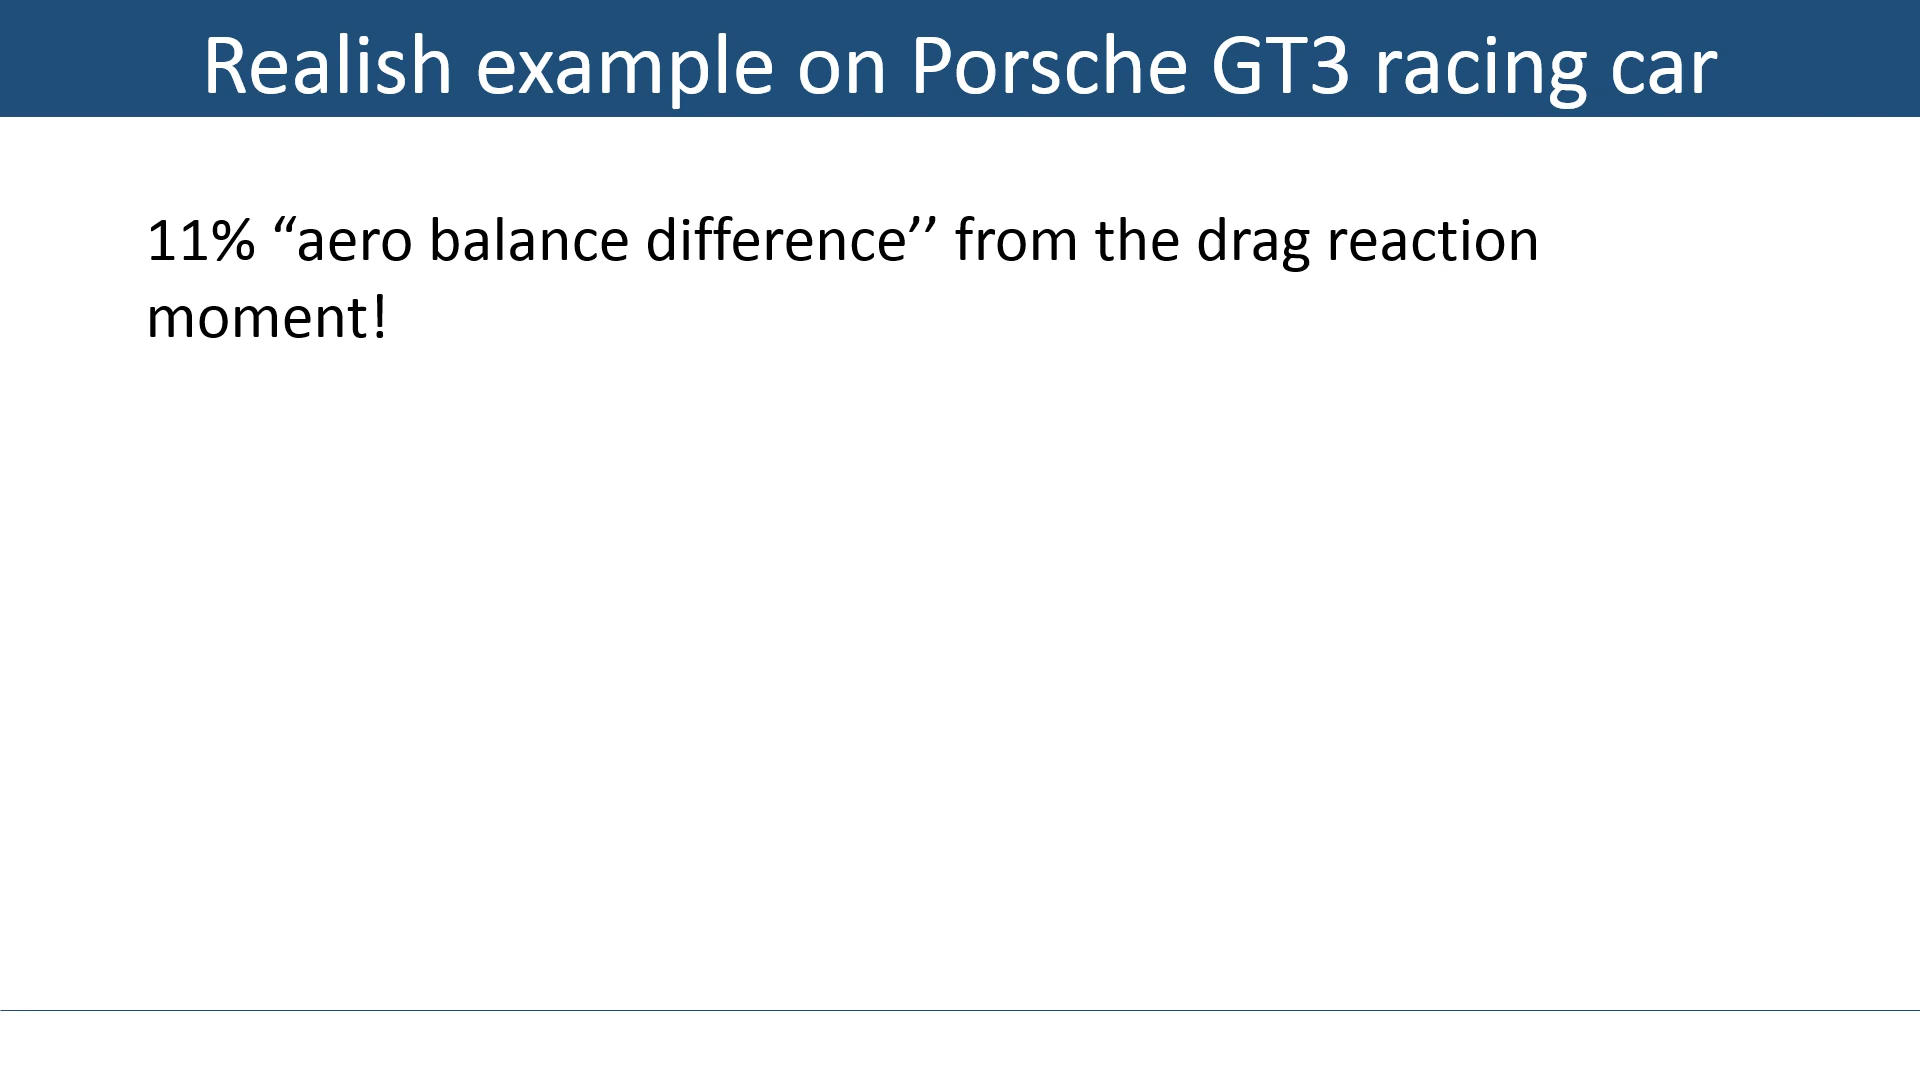 Realish example on Porsche GT3 racing car
11% “aero balance difference’’ from the drag reaction
moment!